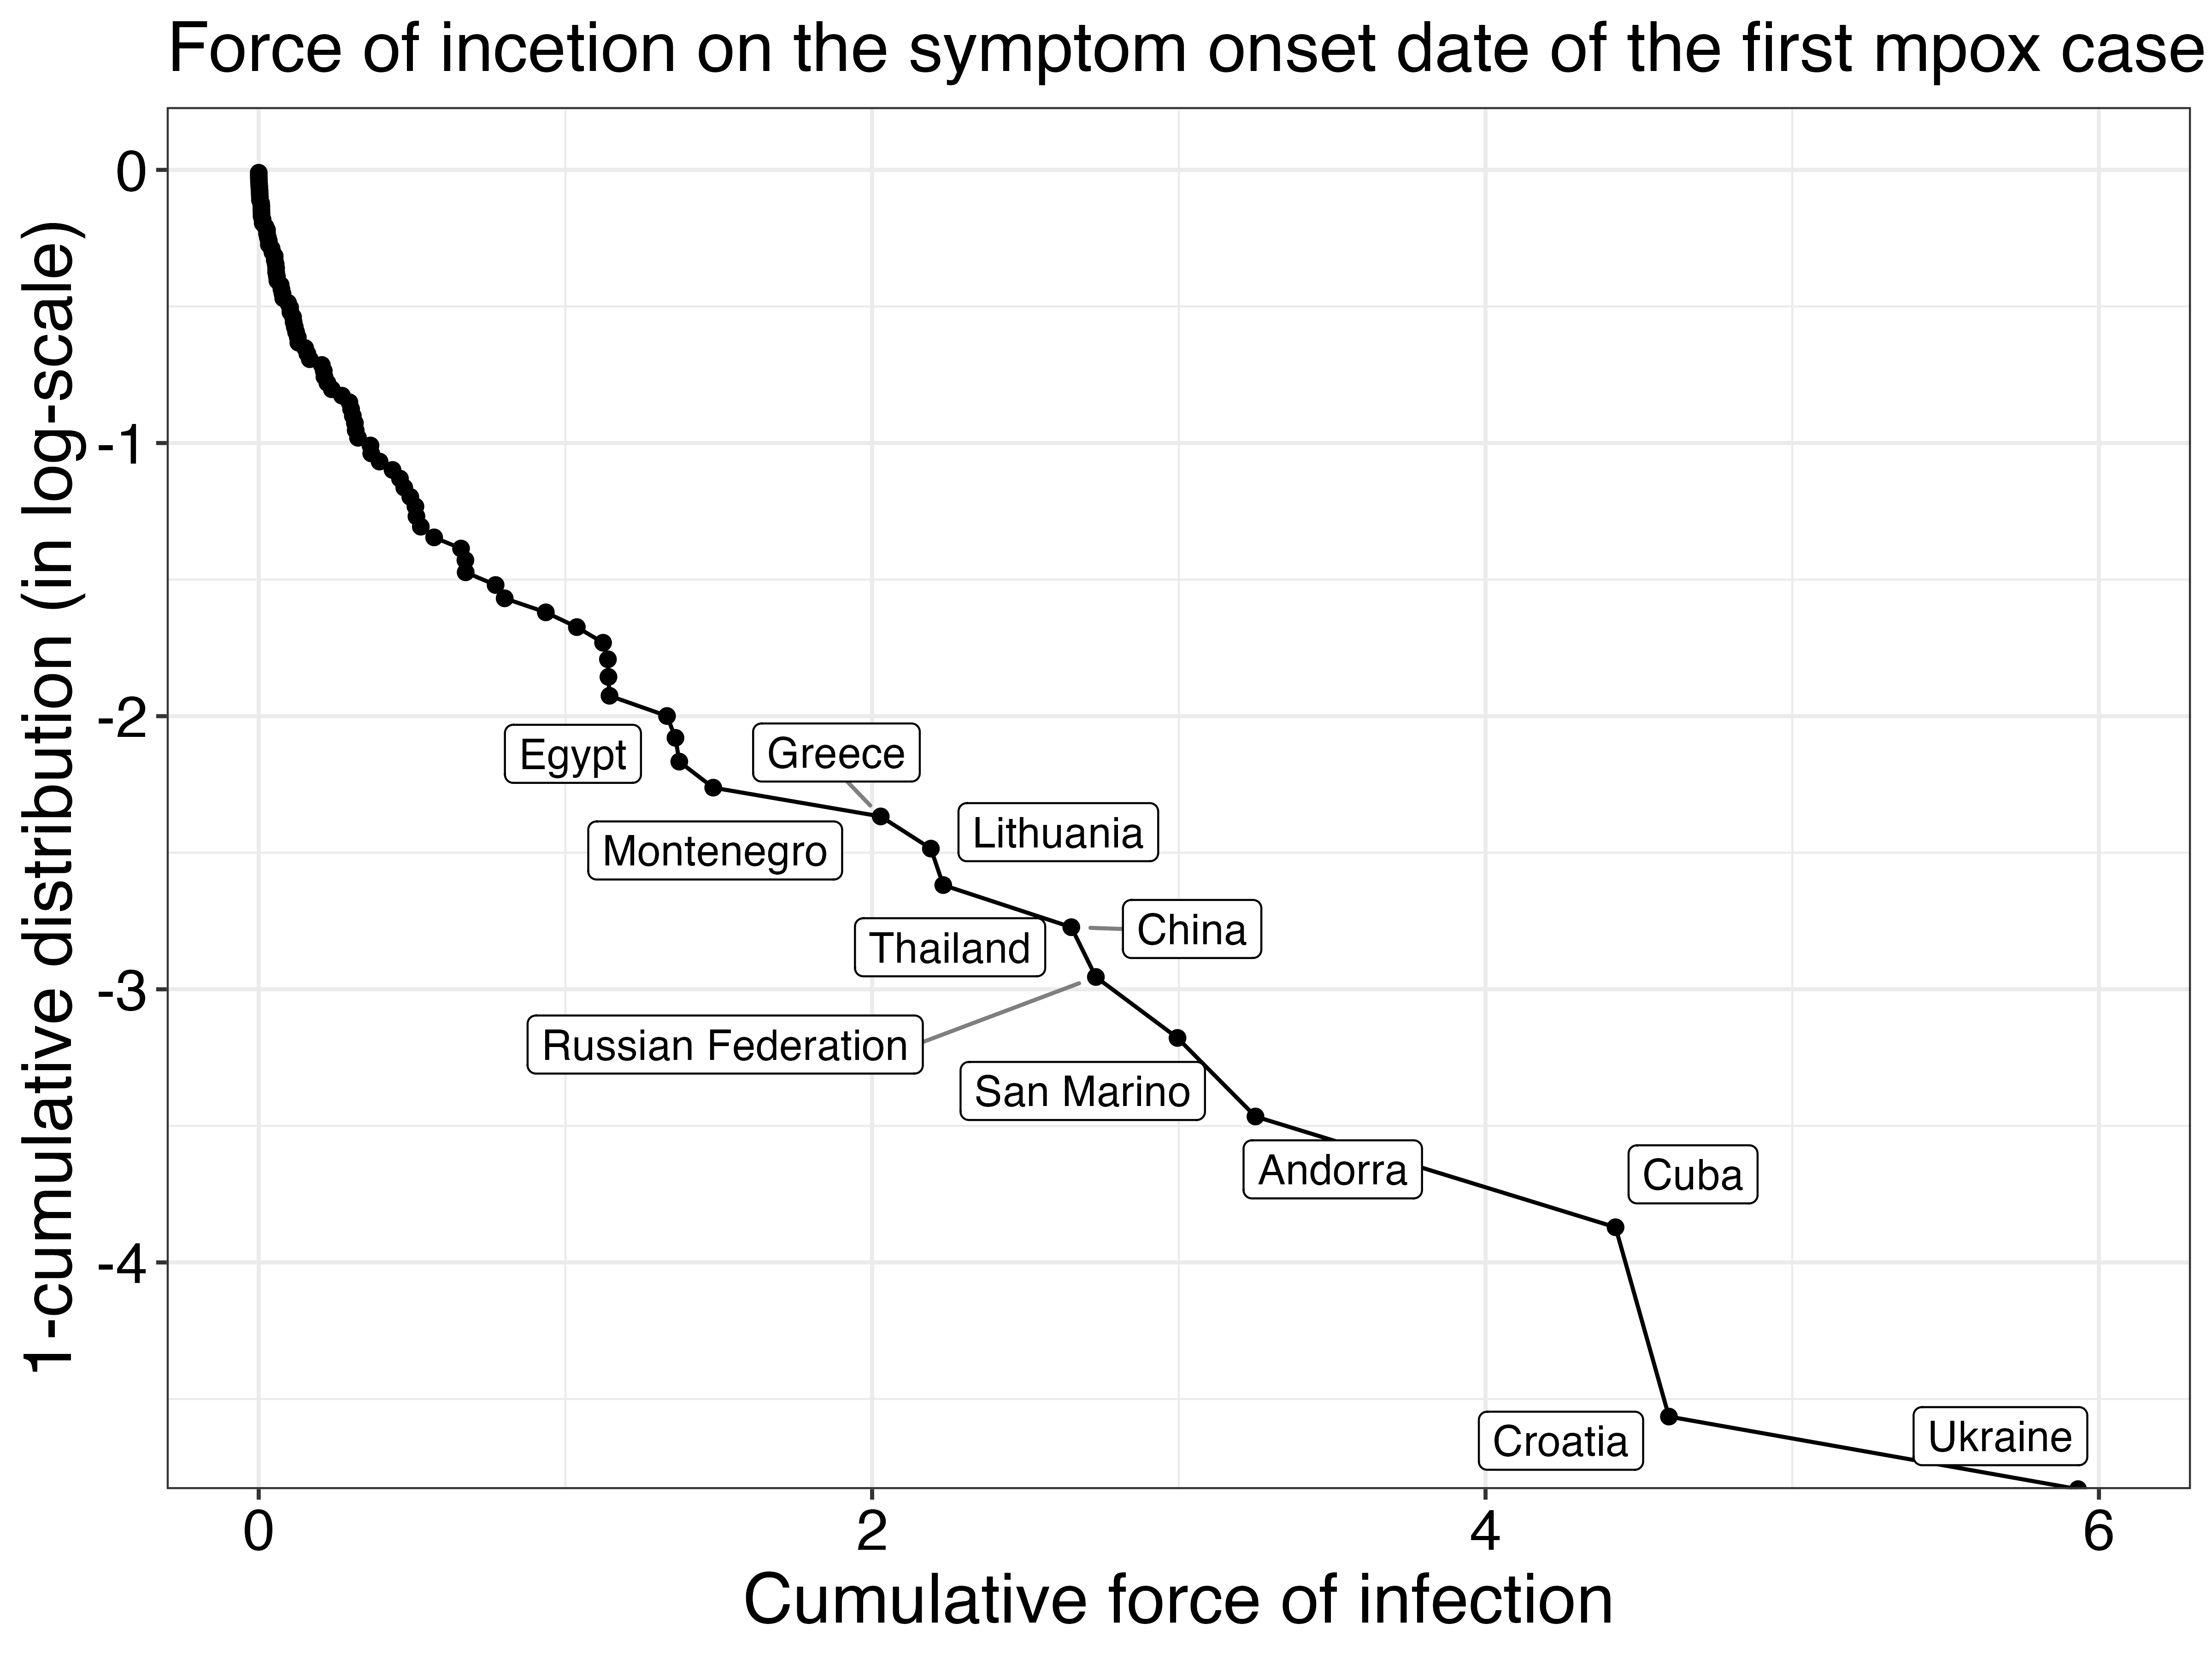 Force of incetion on the symptom onset date of the first mpox case
1-cumulative distribution (in log-scale)
0
-1
-2
-3
-4
Egypt
Greece
Montenegro
Lithuania
Thailand
China
Russian Federation
San Marino
Andorra
Cuba
Croatia
Ukraine
0 2 4 6
Cumulative force of infection